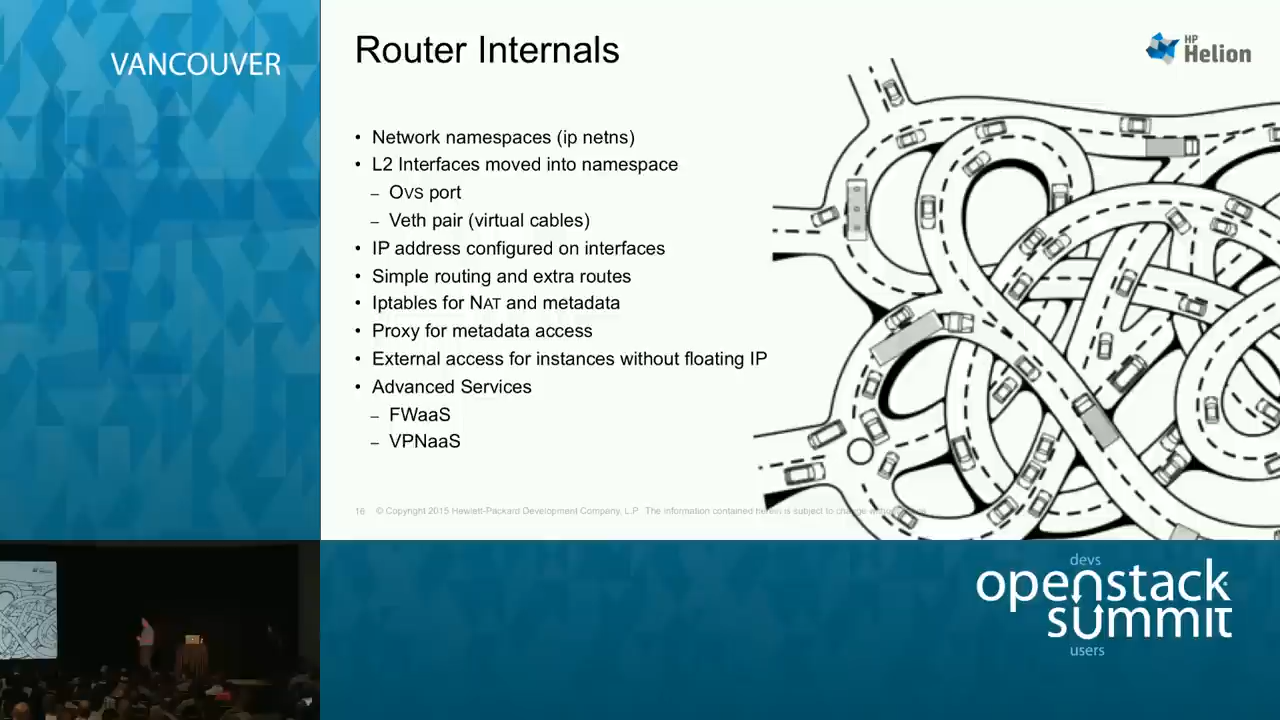 VANCOUVER
Router Internals
HP
Helion
• Network namespaces (ip netns)
• L2 Interfaces moved into namespace
– OVS port
– Veth pair (virtual cables)
• IP address configured on interfaces
• Simple routing and extra routes
• Iptables for NAT and metadata
• Proxy for metadata access
• External access for instances without floating IP
• Advanced Services
– FWaaS
– VPNaaS
16 © Copyright 2015 Hewlett-Packard Development Company, L.P. The information contained herein is subject to change without
devs
openstack
summit
users